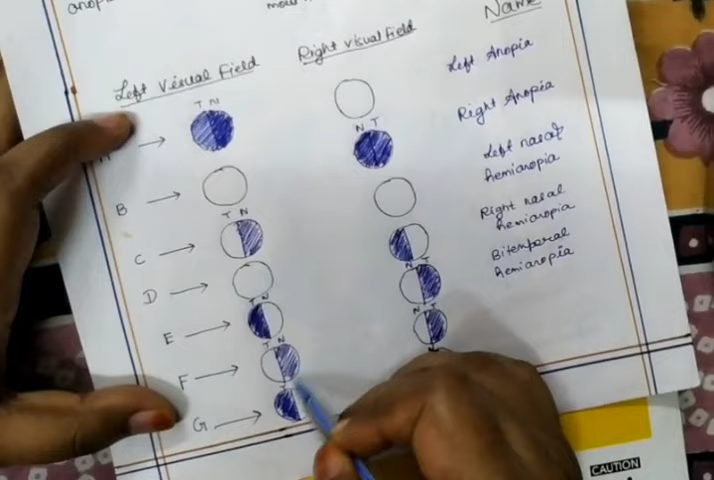 anopi
Left Visual Field
Right visual field
Name
T N
Left Anopia
N T
Right Anopia
B
T N
Left nasal
hemianopia
C
N T
Right nasal
hemianopia
D
T N
N T
Bitemporal
hemianopia
E
T N
F
G
CAUTION